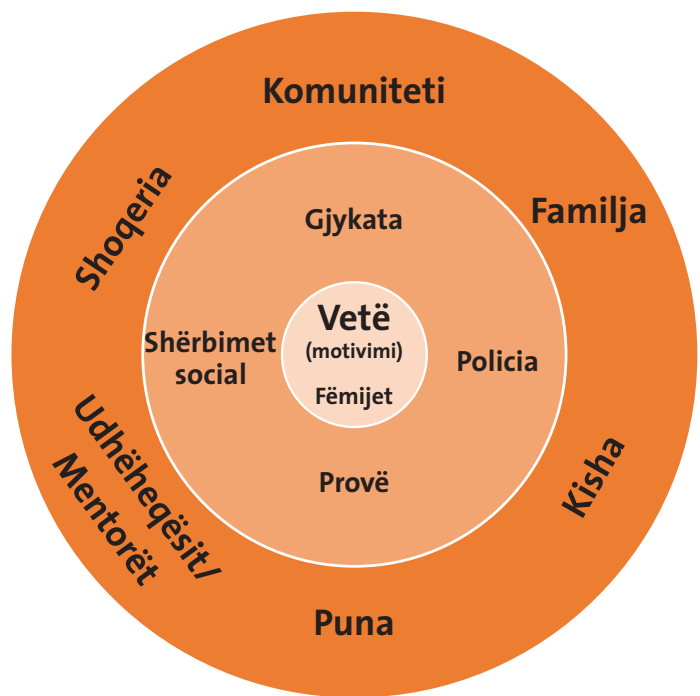 Komuniteti
Shoqeria
Familja
Gjykata
Vetë
(motivimi)
Fëmijet
Shërbimet
social
Policia
Provë
Udhëheqësit/
Mentorët
Kisha
Puna